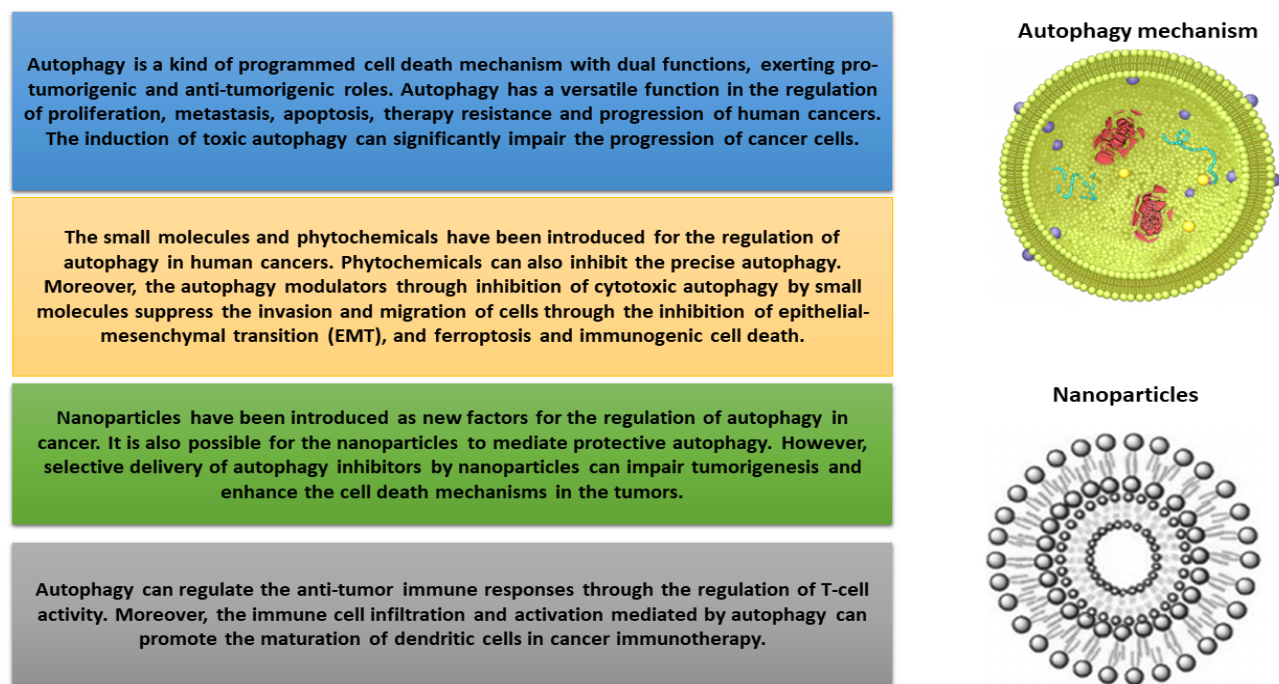 Autophagy is a kind of programmed cell death mechanism with dual functions, exerting pro-
tumorigenic and anti-tumorigenic roles. Autophagy has a versatile function in the regulation
of proliferation, metastasis, apoptosis, therapy resistance and progression of human cancers.
The induction of toxic autophagy can significantly impair the progression of cancer cells.
The small molecules and phytochemicals have been introduced for the regulation of
autophagy in human cancers. Phytochemicals can also inhibit the precise autophagy.
Moreover, the autophagy modulators through inhibition of cytotoxic autophagy by small
molecules suppress the invasion and migration of cells through the inhibition of epithelial-
mesenchymal transition (EMT), and ferroptosis and immunogenic cell death.
Nanoparticles have been introduced as new factors for the regulation of autophagy in
cancer. It is also possible for the nanoparticles to mediate protective autophagy. However,
selective delivery of autophagy inhibitors by nanoparticles can impair tumorigenesis and
enhance the cell death mechanisms in the tumors.
Autophagy can regulate the anti-tumor immune responses through the regulation of T-cell
activity. Moreover, the immune cell infiltration and activation mediated by autophagy can
promote the maturation of dendritic cells in cancer immunotherapy.
Autophagy mechanism
Nanoparticles